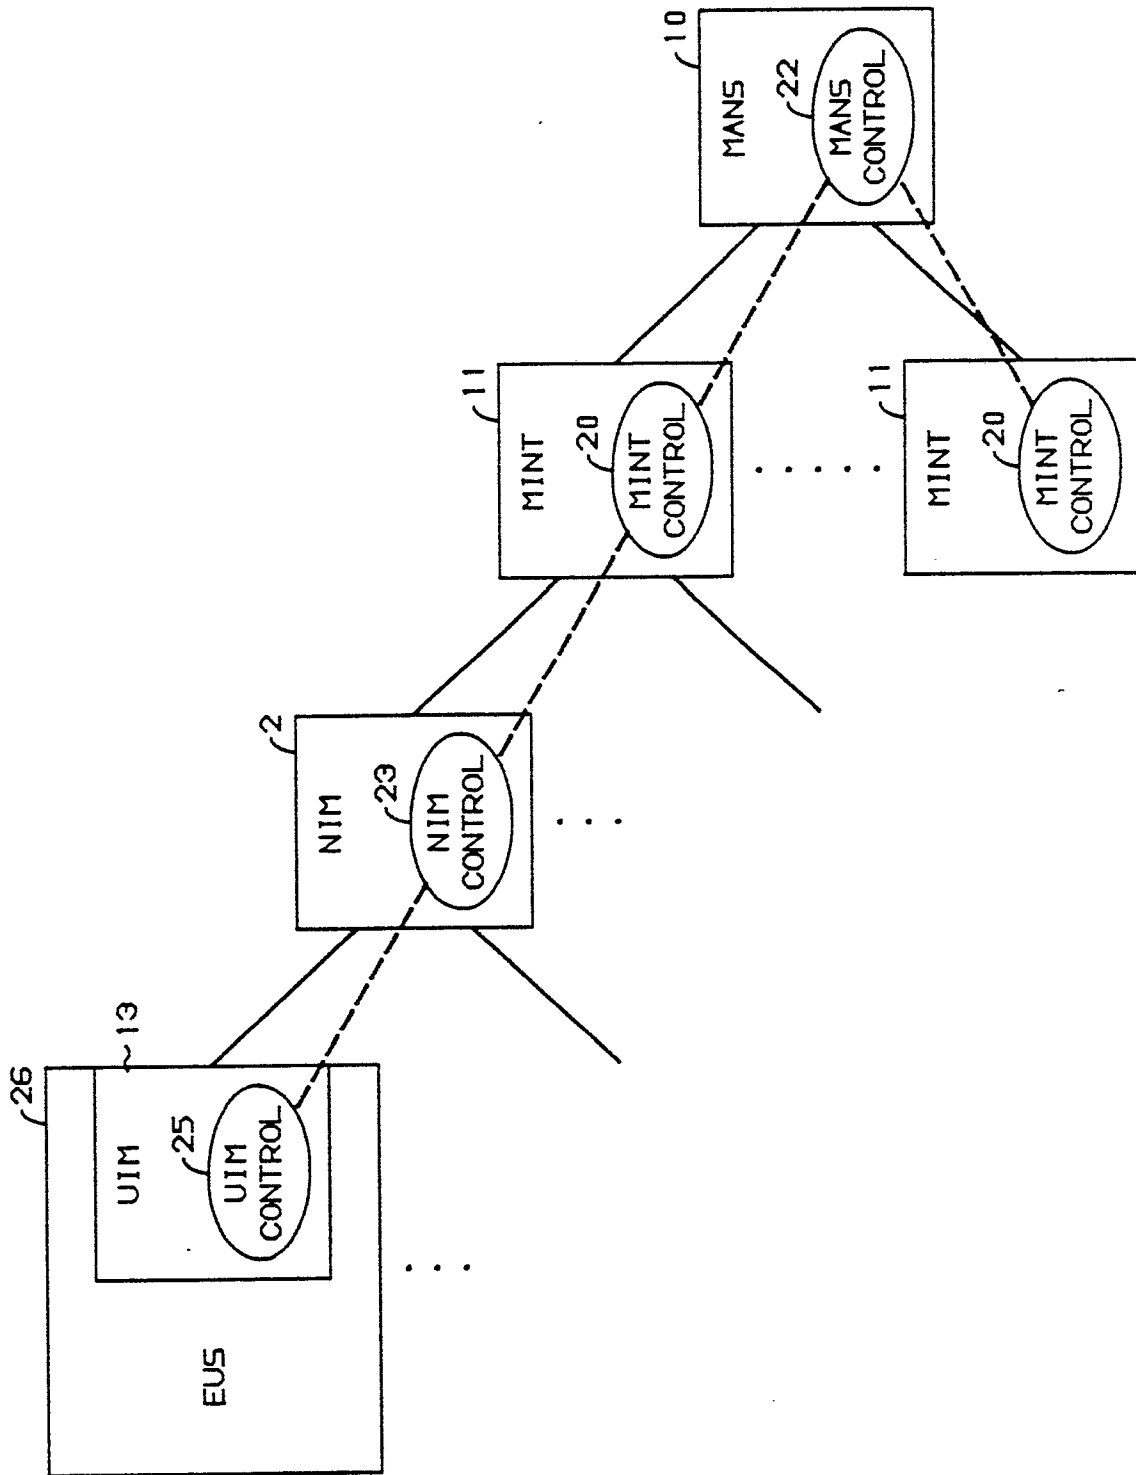 26
UIM
13
25
UIM
CONTROL
EUS
2
NIM
23
NIM
CONTROL
11
MINT
20
MINT
CONTROL
10
MANS
22
MANS
CONTROL
11
MINT
20
MINT
CONTROL